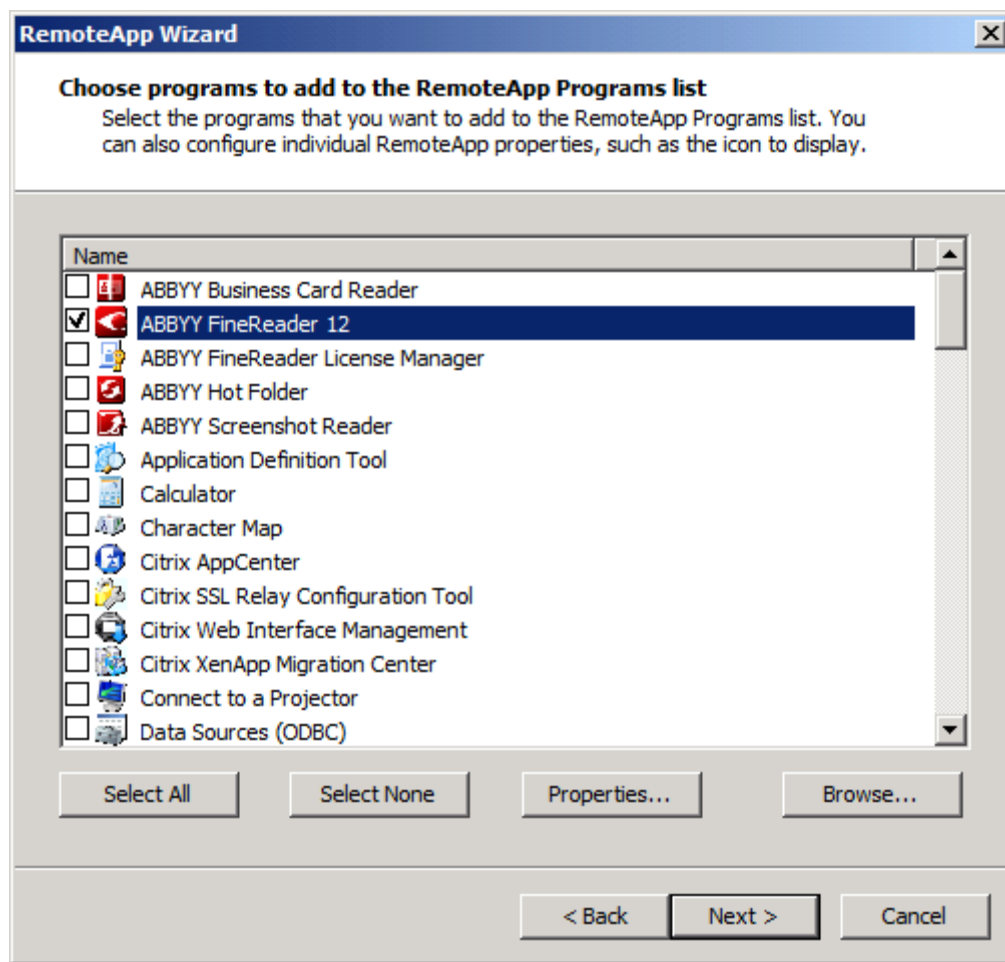 RemoteApp Wizard
Choose programs to add to the RemoteApp Programs list
Select the programs that you want to add to the RemoteApp Programs list. You
can also configure individual RemoteApp properties, such as the icon to display.
Name
ABBYY Business Card Reader
ABBYY FineReader 12
ABBYY FineReader License Manager
ABBYY Hot Folder
ABBYY Screenshot Reader
Application Definition Tool
Calculator
Character Map
Citrix AppCenter
Citrix SSL Relay Configuration Tool
Citrix Web Interface Management
Citrix XenApp Migration Center
Connect to a Projector
Data Sources (ODBC)
Select All Select None Properties... Browse...
< Back Next > Cancel